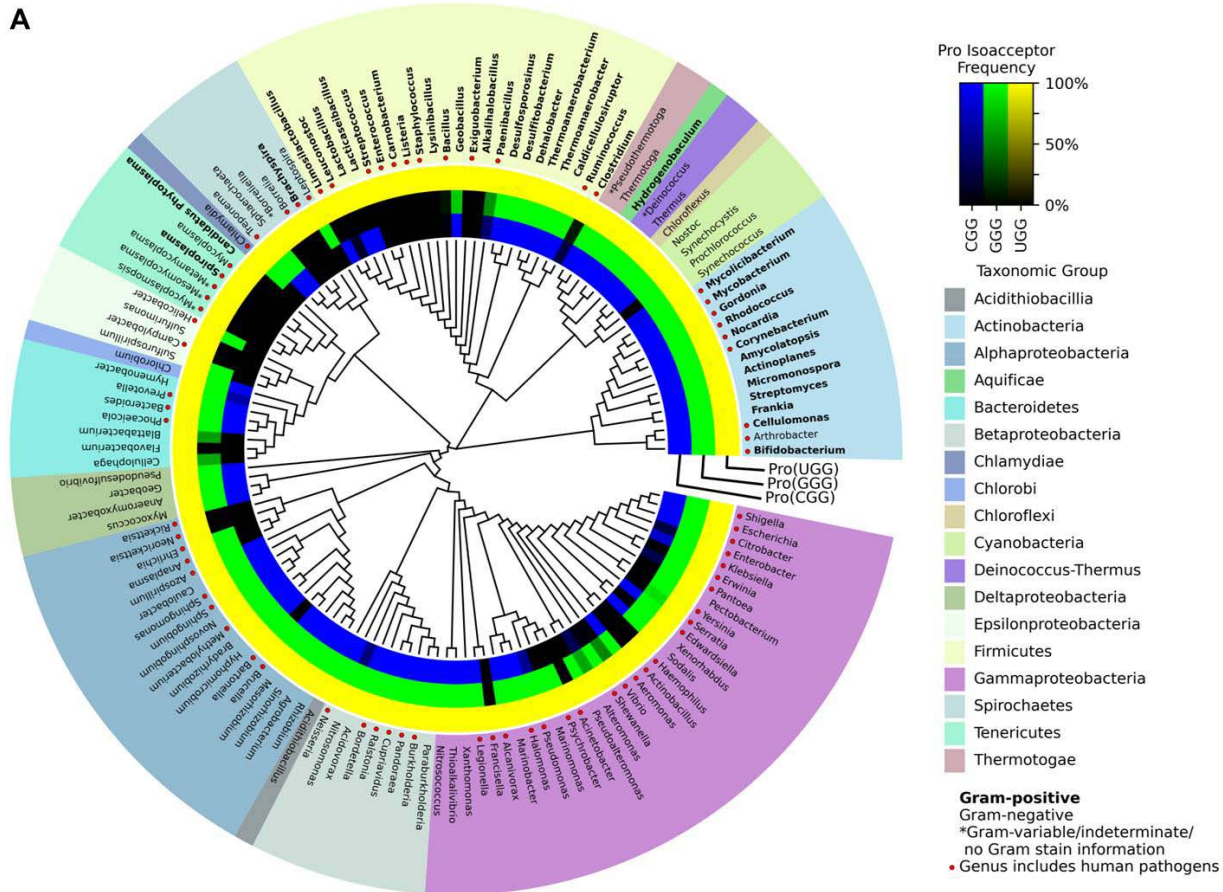 A
Pro Isoacceptor
Frequency
100%
50%
0%
CGG
GGG
UGG
Taxonomic Group
Acidithiobacillia
Actinobacteria
Alphaproteobacteria
Aquificae
Bacteroidetes
Betaproteobacteria
Chlamydiae
Chlorobi
Chloroflexi
Cyanobacteria
Deinococcus-Thermus
Deltaproteobacteria
Epsilonproteobacteria
Firmicutes
Gammaproteobacteria
Spirochaetes
Tenericutes
Thermotogae
Gram-positive
Gram-negative
*Gram-variable/indeterminate/
no Gram stain information
Genus includes human pathogens
Pro(UGG)
Pro(GGG)
Pro(CGG)
Shigella
Escherichia
Citrobacter
Enterobacter
Klebsiella
Erwinia
Pantoea
Pectobacterium
Yersinia
Serratia
Edwardsiella
Xenorhabdus
Sodalis
Haemophilus
Actinobacillus
Aeromonas
Vibrio
Shewanella
Alteromonas
Pseudoalteromonas
Acinetobacter
Psychrobacter
Marinomonas
Pseudomonas
Halomonas
Marinobacter
Alcanivorax
Francisella
Legionella
Xanthomonas
Thioalkalivibrio
Nitrosococcus
Paraburkholderia
Burkholderia
Pandoraea
Cupriavidus
Ralstonia
Bordetella
Acidovorax
Nitrosomonas
Neisseria
Acidithiobacillus
Rhizobium
Agrobacterium
Sinorhizobium
Mesorhizobium
Brucella
Bartonella
Hyphomicrobium
Bradyrhizobium
Methylobacterium
Novosphingobium
Sphingobium
Sphingomonas
Caulobacter
Azospirillum
Anaplasma
Ehrlichia
Neorickettsia
Rickettsia
Myxococcus
Anaeromyxobacter
Geobacter
Pseudodesulfovibrio
Cellulophaga
Flavobacterium
Blattabacterium
Phocaeicola
Bacteroides
Prevotella
Hymenobacter
Chlorobium
Sulfurospirillum
Campylobacter
Sulfurimonas
Helicobacter
*Mycoplasmopsis
*Mesomycoplasma
*Metamycoplasma
Spiroplasma
Mycoplasma
Candidatus Phytoplasma
Chlamydia
Treponema
Sphaerochaeta
*Borreliella
Borrelia
Brachyspira
*Leptospira
Limosilactobacillus
Leuconostoc
Lactobacillus
Lacticaseibacillus
Streptococcus
Enterococcus
Carnobacterium
Listeria
Staphylococcus
Lysinibacillus
Bacillus
Geobacillus
Exiguobacterium
Alkalihalobacillus
Paenibacillus
Desulfosporosinus
Desulfitobacterium
Dehalobacter
Thermoanaerobacterium
Thermoanaerobacter
Caldicellulosiruptor
Ruminococcus
Clostridium
*Pseudothermotoga
Thermotoga
Hydrogenobaculum
*Deinococcus
Thermus
Chloroflexus
Nostoc
Synechocystis
Prochlorococcus
Synechococcus
Mycolicibacterium
Mycobacterium
Gordonia
Rhodococcus
Nocardia
Corynebacterium
Amycolatopsis
Actinoplanes
Micromonospora
Streptomyces
Frankia
Cellulomonas
Arthrobacter
Bifidobacterium